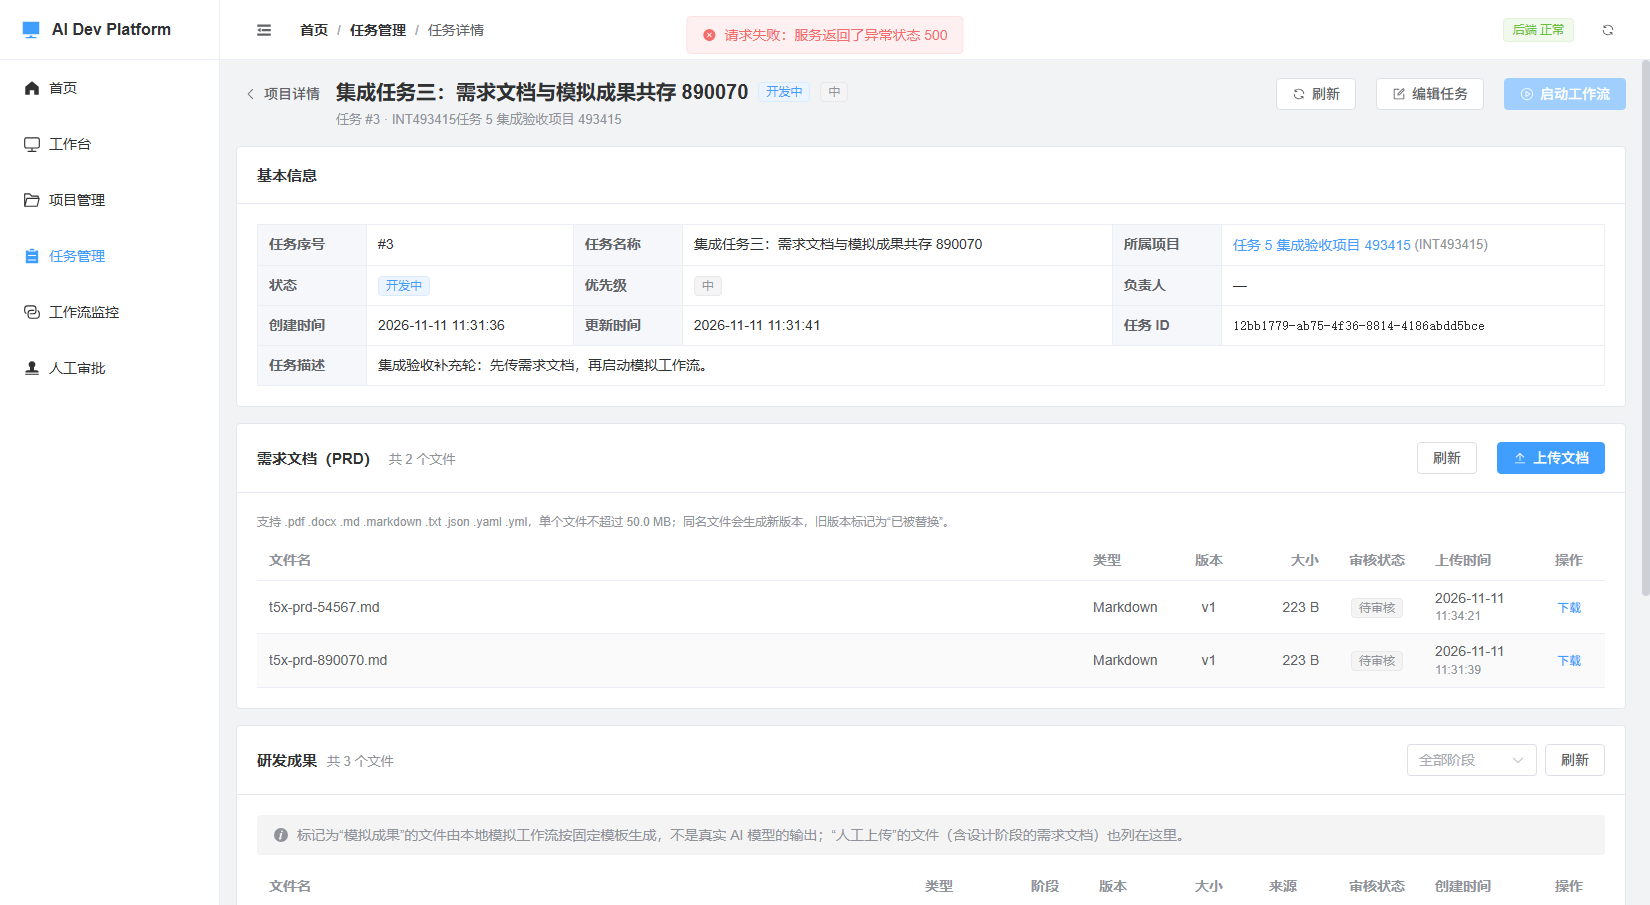 AI Dev Platform
首页 / 任务管理 / 任务详情
请求失败：服务返回了异常状态 500
后端 正常
首页
工作台
项目管理
任务管理
工作流监控
人工审批
项目详情
集成任务三：需求文档与模拟成果共存 890070 开发中 中
任务 #3 · INT493415任务 5 集成验收项目 493415
刷新 编辑任务 启动工作流
基本信息
任务序号 #3 任务名称 集成任务三：需求文档与模拟成果共存 890070 所属项目 任务 5 集成验收项目 493415 (INT493415)
状态 开发中 优先级 中 负责人 —
创建时间 2026-11-11 11:31:36 更新时间 2026-11-11 11:31:41 任务 ID 12bb1779-ab75-4f36-8814-4186abdd5bce
任务描述 集成验收补充轮：先传需求文档，再启动模拟工作流。
需求文档（PRD） 共 2 个文件 刷新 上传文档
支持 .pdf .docx .md .markdown .txt .json .yaml .yml，单个文件不超过 50.0 MB；同名文件会生成新版本，旧版本标记为“已被替换”。
文件名 类型 版本 大小 审核状态 上传时间 操作
t5x-prd-54567.md Markdown v1 223 B 待审核 2026-11-11 11:34:21 下载
t5x-prd-890070.md Markdown v1 223 B 待审核 2026-11-11 11:31:39 下载
研发成果 共 3 个文件 全部阶段 刷新
标记为“模拟成果”的文件由本地模拟工作流按固定模板生成，不是真实 AI 模型的输出；“人工上传”的文件（含设计阶段的需求文档）也列在这里。
文件名 类型 阶段 版本 大小 来源 审核状态 创建时间 操作